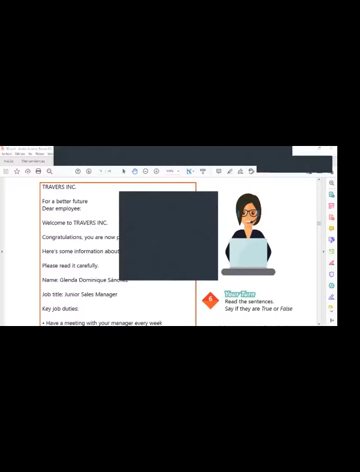 TRAVERS INC.
For a better future
Dear employee:
Welcome to TRAVERS INC.
Congratulations, you are now
Here's some information about
Please read it carefully.
Name: Glenda Dominique Sánchez
Job title: Junior Sales Manager
Key job duties:
• Have a meeting with your manager every week
6
Your Turn
Read the sentences.
Say if they are True or False